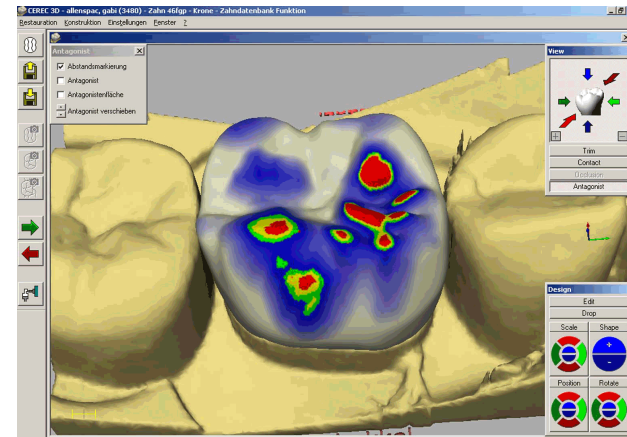 CEREC 3D - allenspac, gabi (3480) - Zahn 46fgp - Krone - Zahndatenbank Funktion
Restauration Konstruktion Einstellungen Fenster ?
Antagonist
Abstandsmarkierung
Antagonist
Antagonistenfläche
Antagonist verschieben
View
Trim
Contact
Occlusion
Antagonist
Design
Edit
Drop
Scale Shape
Position Rotate